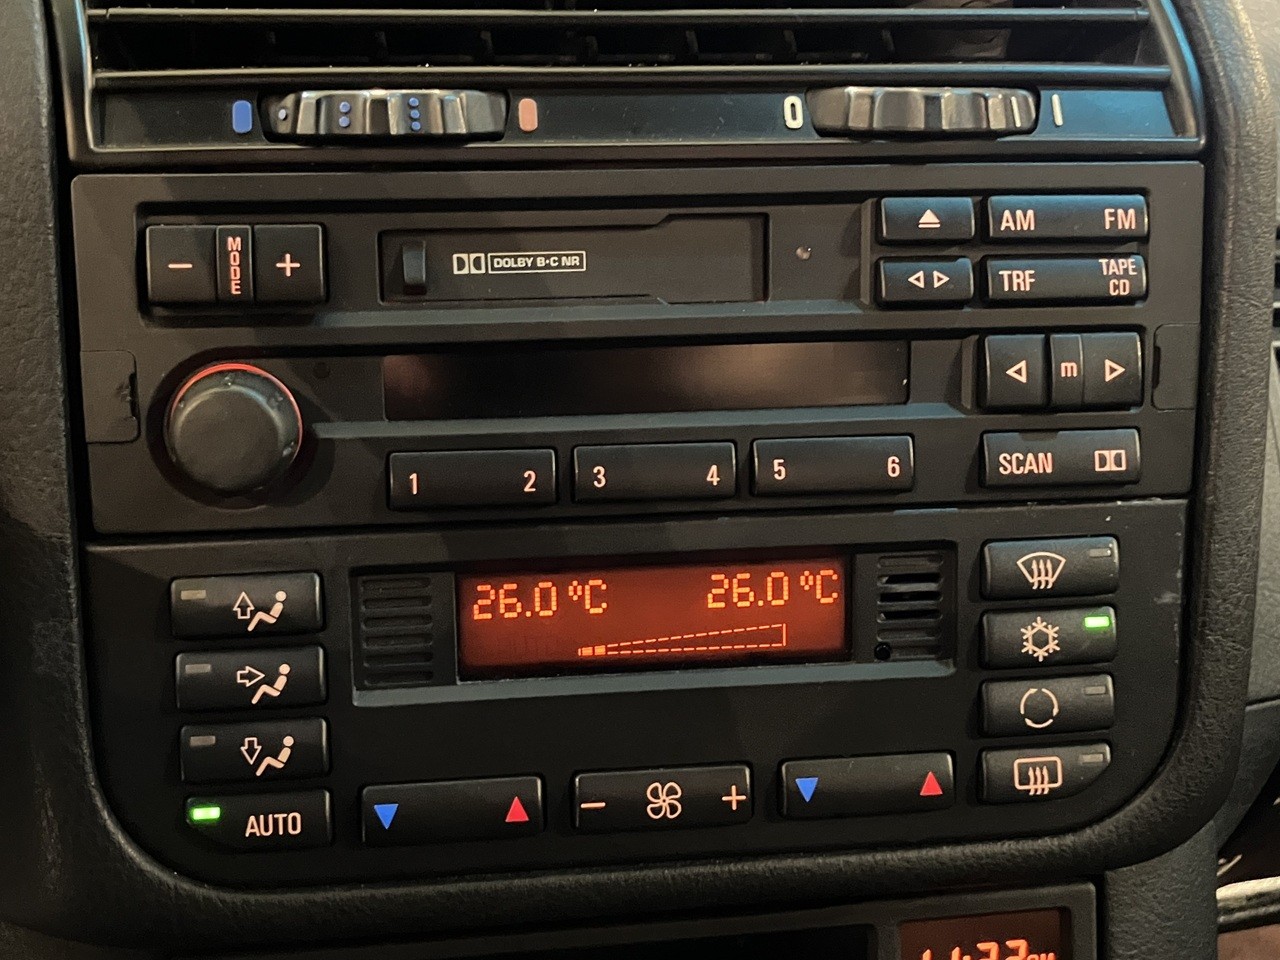 0
MODE
− +
DOLBY B·C NR
AM FM
TRF TAPE CD
m
1 2
3 4
5 6
SCAN
26.0 °C 26.0 °C
AUTO
− +